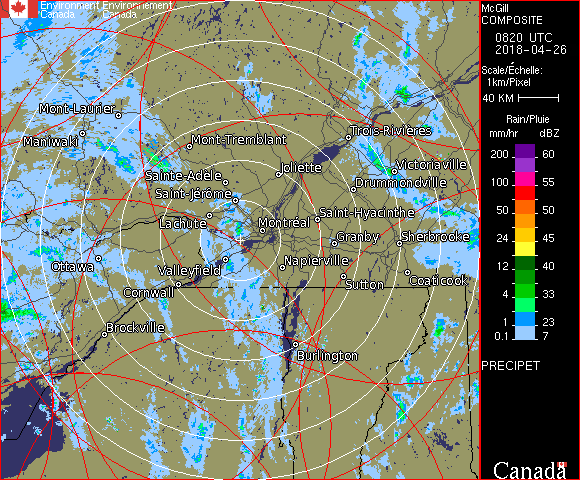 Environment Environnement
Canada Canada
Mont-Laurier
Maniwaki
Mont-Tremblant
Trois-Rivières
Sainte-Adèle
Joliette
Victoriaville
Saint-Jérôme
Drummondville
Lachute
Montréal
Saint-Hyacinthe
Granby
Sherbrooke
Ottawa
Valleyfield
Napierville
Cornwall
Sutton
Coaticook
Brockville
Burlington
McGill
COMPOSITE
0820 UTC
2018-04-26
Scale/Échelle:
1km/Pixel
40 KM
Rain/Pluie
mm/hr dBZ
200 60
150 57
100 55
50 50
24 45
12 40
4 33
1 23
0.1 7
PRECIPET
Canada